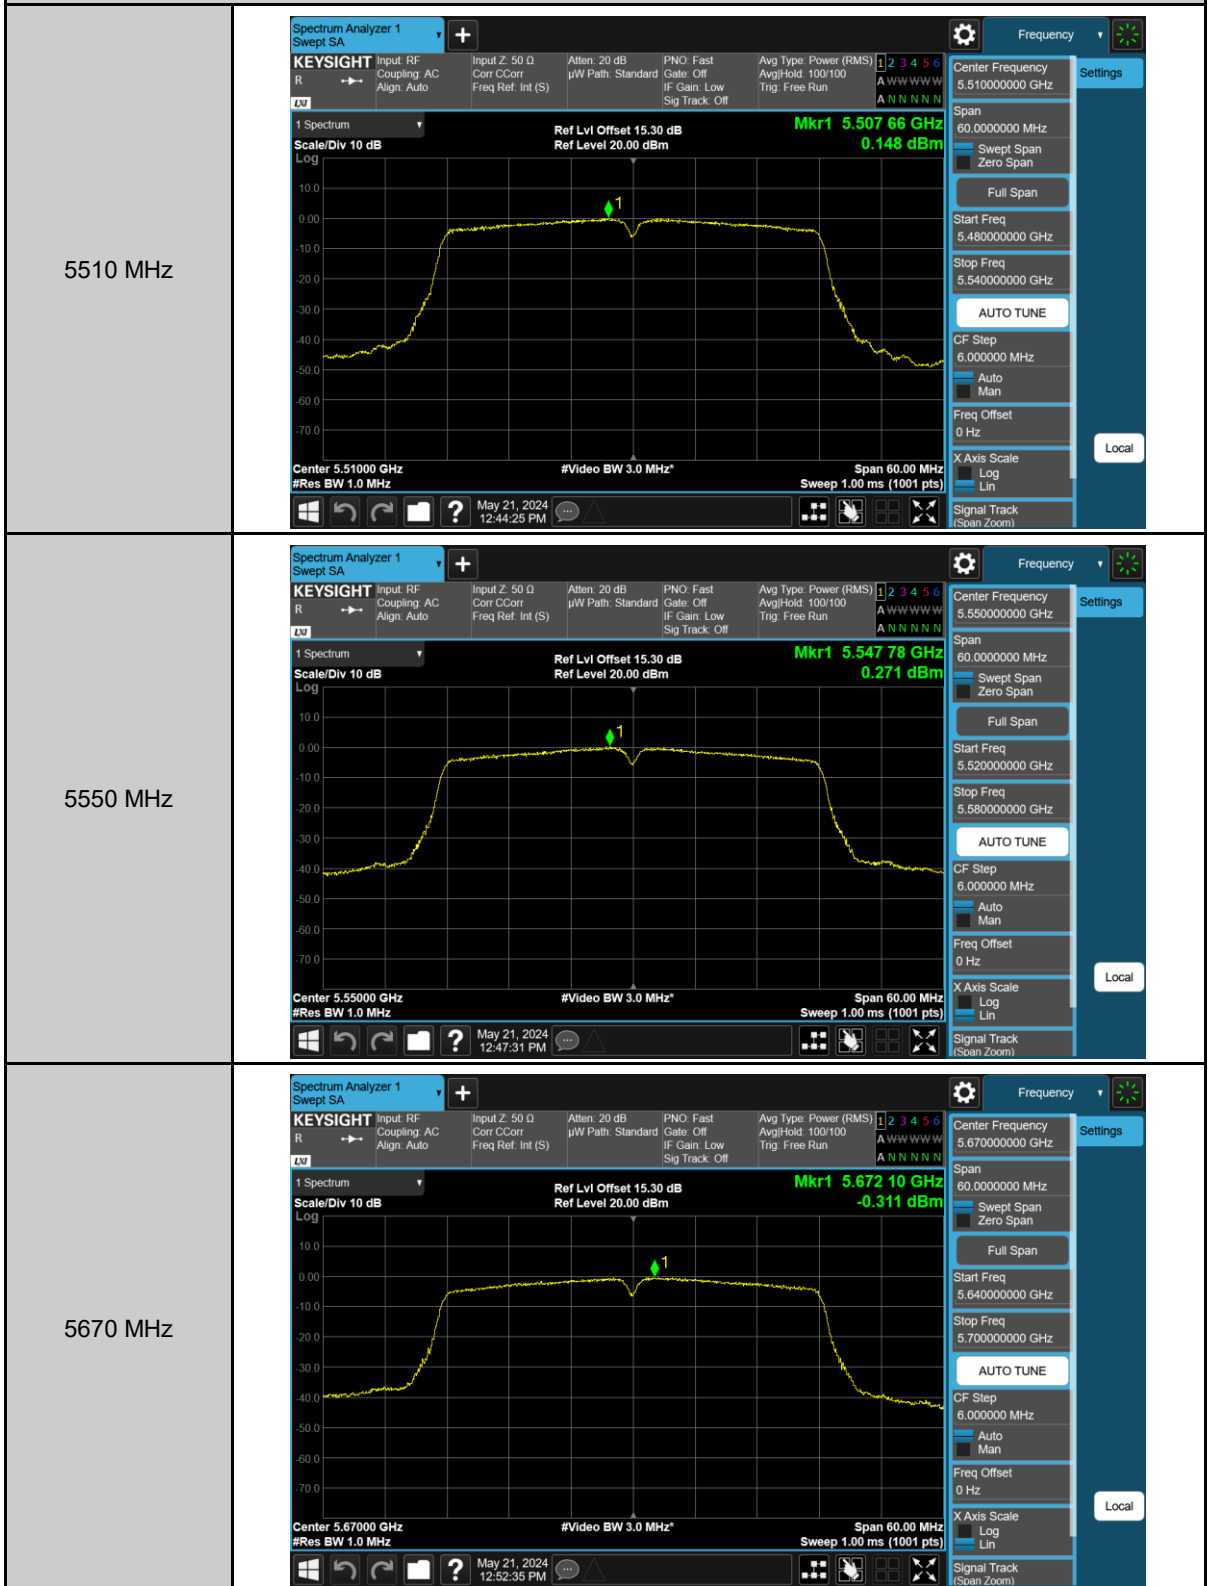 5510 MHz
Spectrum Analyzer 1
Swept SA
Frequency
KEYSIGHT
R
LXI
Input: RF
Coupling: AC
Align: Auto
Input Z: 50 Ω
Corr CCorr
Freq Ref: Int (S)
Atten: 20 dB
µW Path: Standard
PNO: Fast
Gate: Off
IF Gain: Low
Sig Track: Off
Avg Type: Power (RMS)
Avg|Hold: 100/100
Trig: Free Run
1 2 3 4 5 6
A W W W W W
A N N N N N
1 Spectrum
Scale/Div 10 dB
Log
Ref Lvl Offset 15.30 dB
Ref Level 20.00 dBm
Mkr1 5.507 66 GHz
0.148 dBm
1
10.0
0.00
-10.0
-20.0
-30.0
-40.0
-50.0
-60.0
-70.0
Center 5.51000 GHz
#Res BW 1.0 MHz
#Video BW 3.0 MHz*
Span 60.00 MHz
Sweep 1.00 ms (1001 pts)
May 21, 2024
12:44:25 PM
Center Frequency
5.510000000 GHz
Span
60.0000000 MHz
Swept Span
Zero Span
Full Span
Start Freq
5.480000000 GHz
Stop Freq
5.540000000 GHz
AUTO TUNE
CF Step
6.000000 MHz
Auto
Man
Freq Offset
0 Hz
X Axis Scale
Log
Lin
Signal Track
(Span Zoom)
Settings
Local
5550 MHz
Spectrum Analyzer 1
Swept SA
Frequency
KEYSIGHT
R
LXI
Input: RF
Coupling: AC
Align: Auto
Input Z: 50 Ω
Corr CCorr
Freq Ref: Int (S)
Atten: 20 dB
µW Path: Standard
PNO: Fast
Gate: Off
IF Gain: Low
Sig Track: Off
Avg Type: Power (RMS)
Avg|Hold: 100/100
Trig: Free Run
1 2 3 4 5 6
A W W W W W
A N N N N N
1 Spectrum
Scale/Div 10 dB
Log
Ref Lvl Offset 15.30 dB
Ref Level 20.00 dBm
Mkr1 5.547 78 GHz
0.271 dBm
1
10.0
0.00
-10.0
-20.0
-30.0
-40.0
-50.0
-60.0
-70.0
Center 5.55000 GHz
#Res BW 1.0 MHz
#Video BW 3.0 MHz*
Span 60.00 MHz
Sweep 1.00 ms (1001 pts)
May 21, 2024
12:47:31 PM
Center Frequency
5.550000000 GHz
Span
60.0000000 MHz
Swept Span
Zero Span
Full Span
Start Freq
5.520000000 GHz
Stop Freq
5.580000000 GHz
AUTO TUNE
CF Step
6.000000 MHz
Auto
Man
Freq Offset
0 Hz
X Axis Scale
Log
Lin
Signal Track
(Span Zoom)
Settings
Local
5670 MHz
Spectrum Analyzer 1
Swept SA
Frequency
KEYSIGHT
R
LXI
Input: RF
Coupling: AC
Align: Auto
Input Z: 50 Ω
Corr CCorr
Freq Ref: Int (S)
Atten: 20 dB
µW Path: Standard
PNO: Fast
Gate: Off
IF Gain: Low
Sig Track: Off
Avg Type: Power (RMS)
Avg|Hold: 100/100
Trig: Free Run
1 2 3 4 5 6
A W W W W W
A N N N N N
1 Spectrum
Scale/Div 10 dB
Log
Ref Lvl Offset 15.30 dB
Ref Level 20.00 dBm
Mkr1 5.672 10 GHz
-0.311 dBm
1
10.0
0.00
-10.0
-20.0
-30.0
-40.0
-50.0
-60.0
-70.0
Center 5.67000 GHz
#Res BW 1.0 MHz
#Video BW 3.0 MHz*
Span 60.00 MHz
Sweep 1.00 ms (1001 pts)
May 21, 2024
12:52:35 PM
Center Frequency
5.670000000 GHz
Span
60.0000000 MHz
Swept Span
Zero Span
Full Span
Start Freq
5.640000000 GHz
Stop Freq
5.700000000 GHz
AUTO TUNE
CF Step
6.000000 MHz
Auto
Man
Freq Offset
0 Hz
X Axis Scale
Log
Lin
Signal Track
(Span Zoom)
Settings
Local